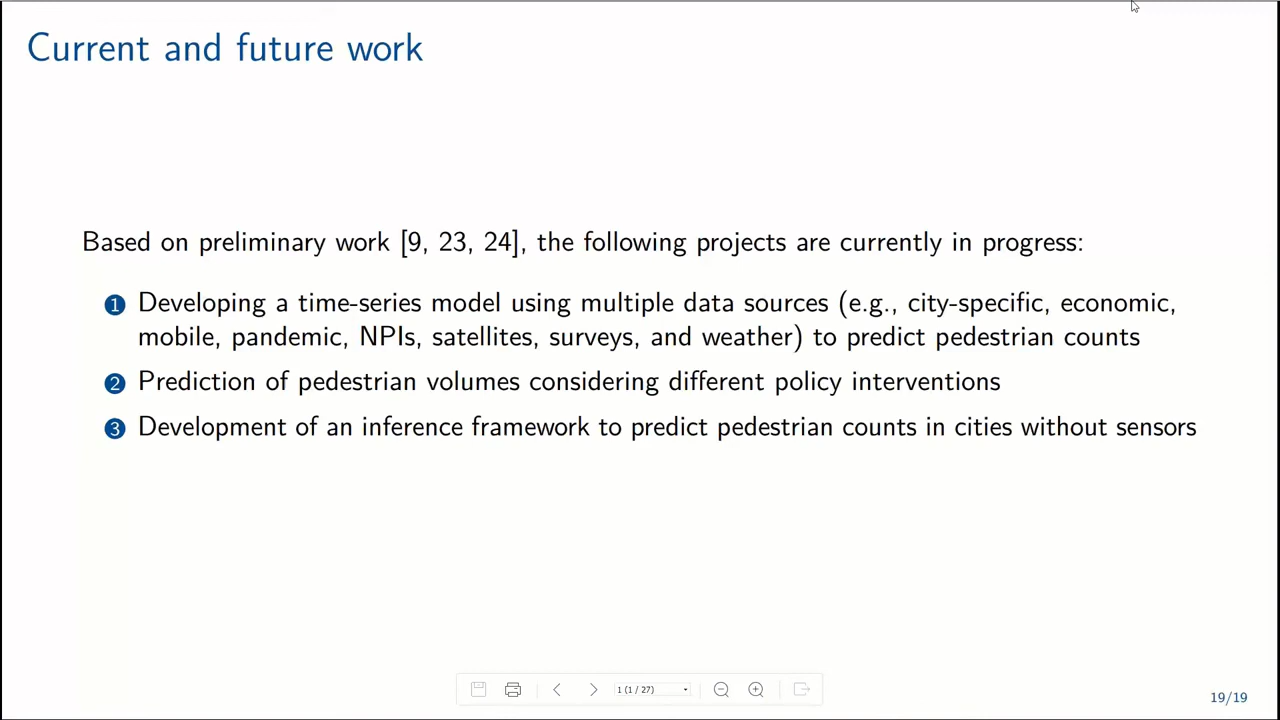 Current and future work
Based on preliminary work [9, 23, 24], the following projects are currently in progress:
1 Developing a time-series model using multiple data sources (e.g., city-specific, economic,
mobile, pandemic, NPIs, satellites, surveys, and weather) to predict pedestrian counts
2 Prediction of pedestrian volumes considering different policy interventions
3 Development of an inference framework to predict pedestrian counts in cities without sensors
1 (1 / 27)
19/19